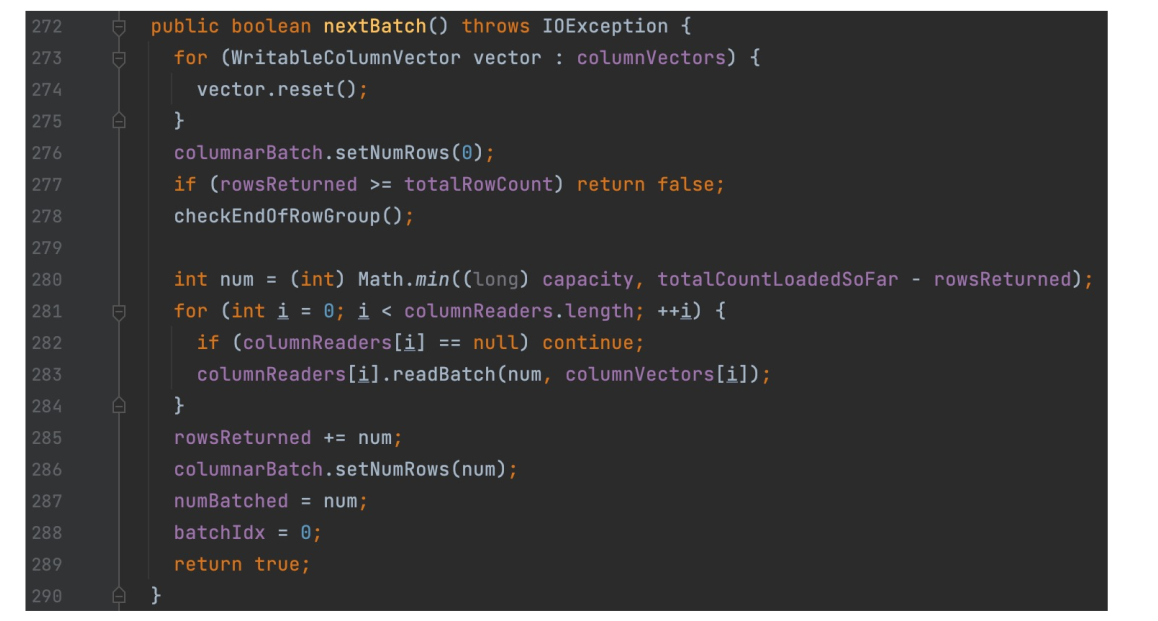 272 public boolean nextBatch() throws IOException {
273 for (WritableColumnVector vector : columnVectors) {
274 vector.reset();
275 }
276 columnarBatch.setNumRows(0);
277 if (rowsReturned >= totalRowCount) return false;
278 checkEndOfRowGroup();
279
280 int num = (int) Math.min((long) capacity, totalCountLoadedSoFar - rowsReturned);
281 for (int i = 0; i < columnReaders.length; ++i) {
282 if (columnReaders[i] == null) continue;
283 columnReaders[i].readBatch(num, columnVectors[i]);
284 }
285 rowsReturned += num;
286 columnarBatch.setNumRows(num);
287 numBatched = num;
288 batchIdx = 0;
289 return true;
290 }